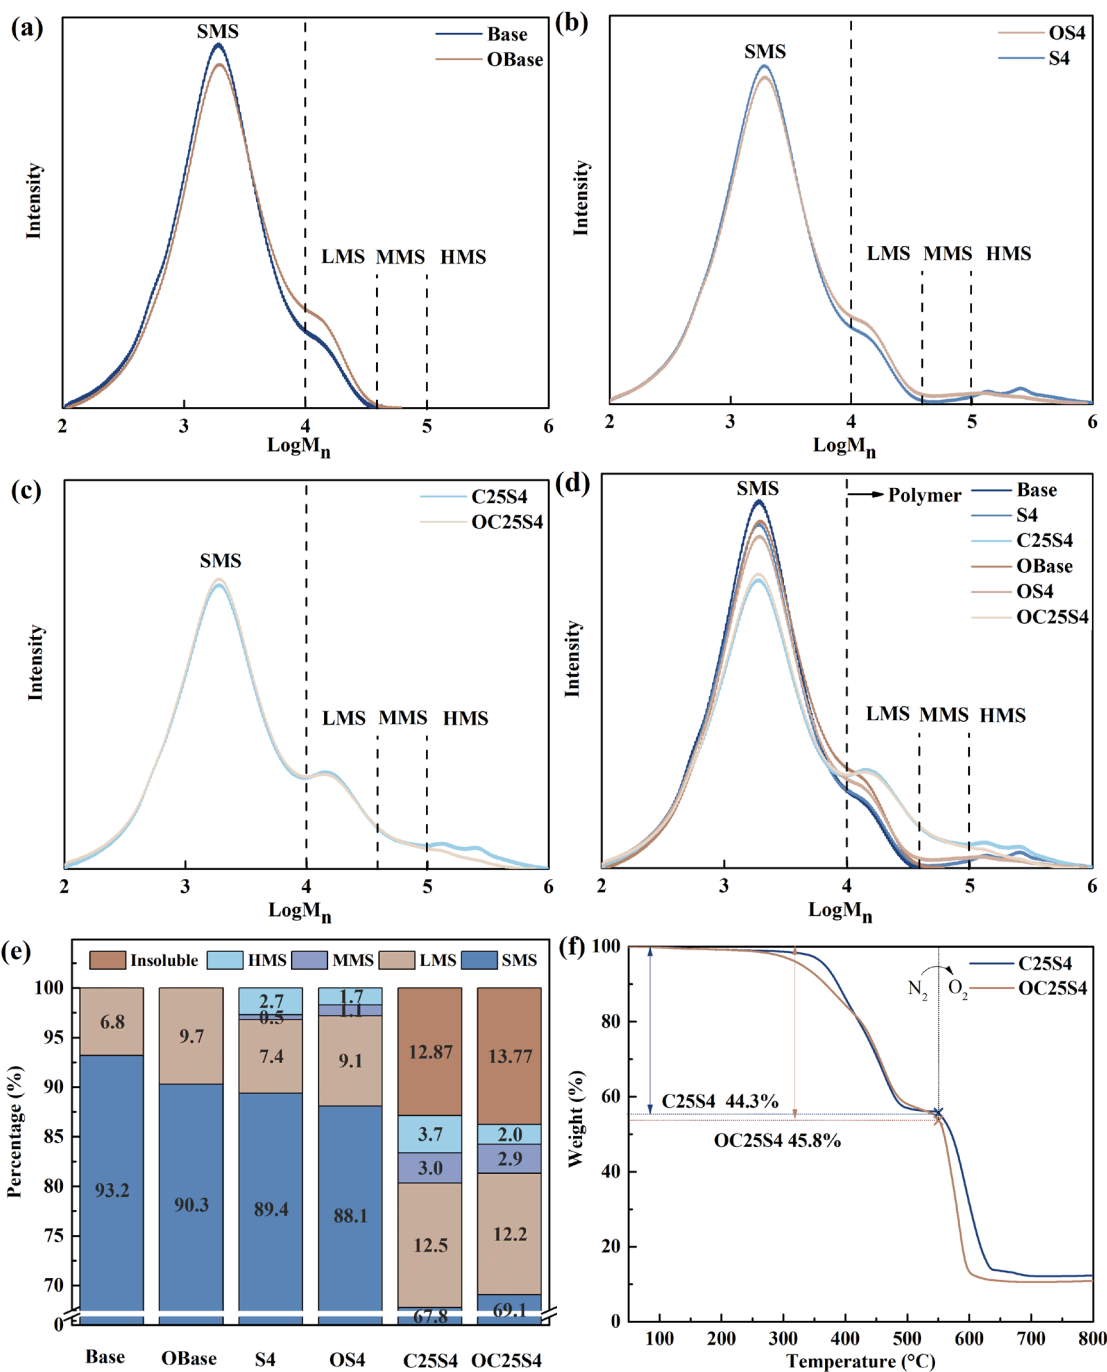 (a)
SMS
Base
OBase
LMS
MMS
HMS
Intensity
2 3 4 5 6
LogMn
(b)
SMS
OS4
S4
LMS
MMS
HMS
Intensity
2 3 4 5 6
LogMn
(c)
C25S4
OC25S4
SMS
LMS
MMS
HMS
Intensity
2 3 4 5 6
LogMn
(d)
SMS
Polymer
Base
S4
C25S4
OBase
OS4
OC25S4
LMS
MMS
HMS
Intensity
2 3 4 5 6
LogMn
(e)
Insoluble HMS MMS LMS SMS
Percentage (%)
100
95
90
85
80
75
70
0
6.8
93.2
9.7
90.3
2.7
0.5
7.4
89.4
1.7
1.1
9.1
88.1
12.87
3.7
3.0
12.5
67.8
13.77
2.0
2.9
12.2
69.1
Base OBase S4 OS4 C25S4 OC25S4
(f)
C25S4
OC25S4
N2 O2
C25S4 44.3%
OC25S4 45.8%
Weight (%)
100
80
60
40
20
0
100 200 300 400 500 600 700 800
Temperature (°C)